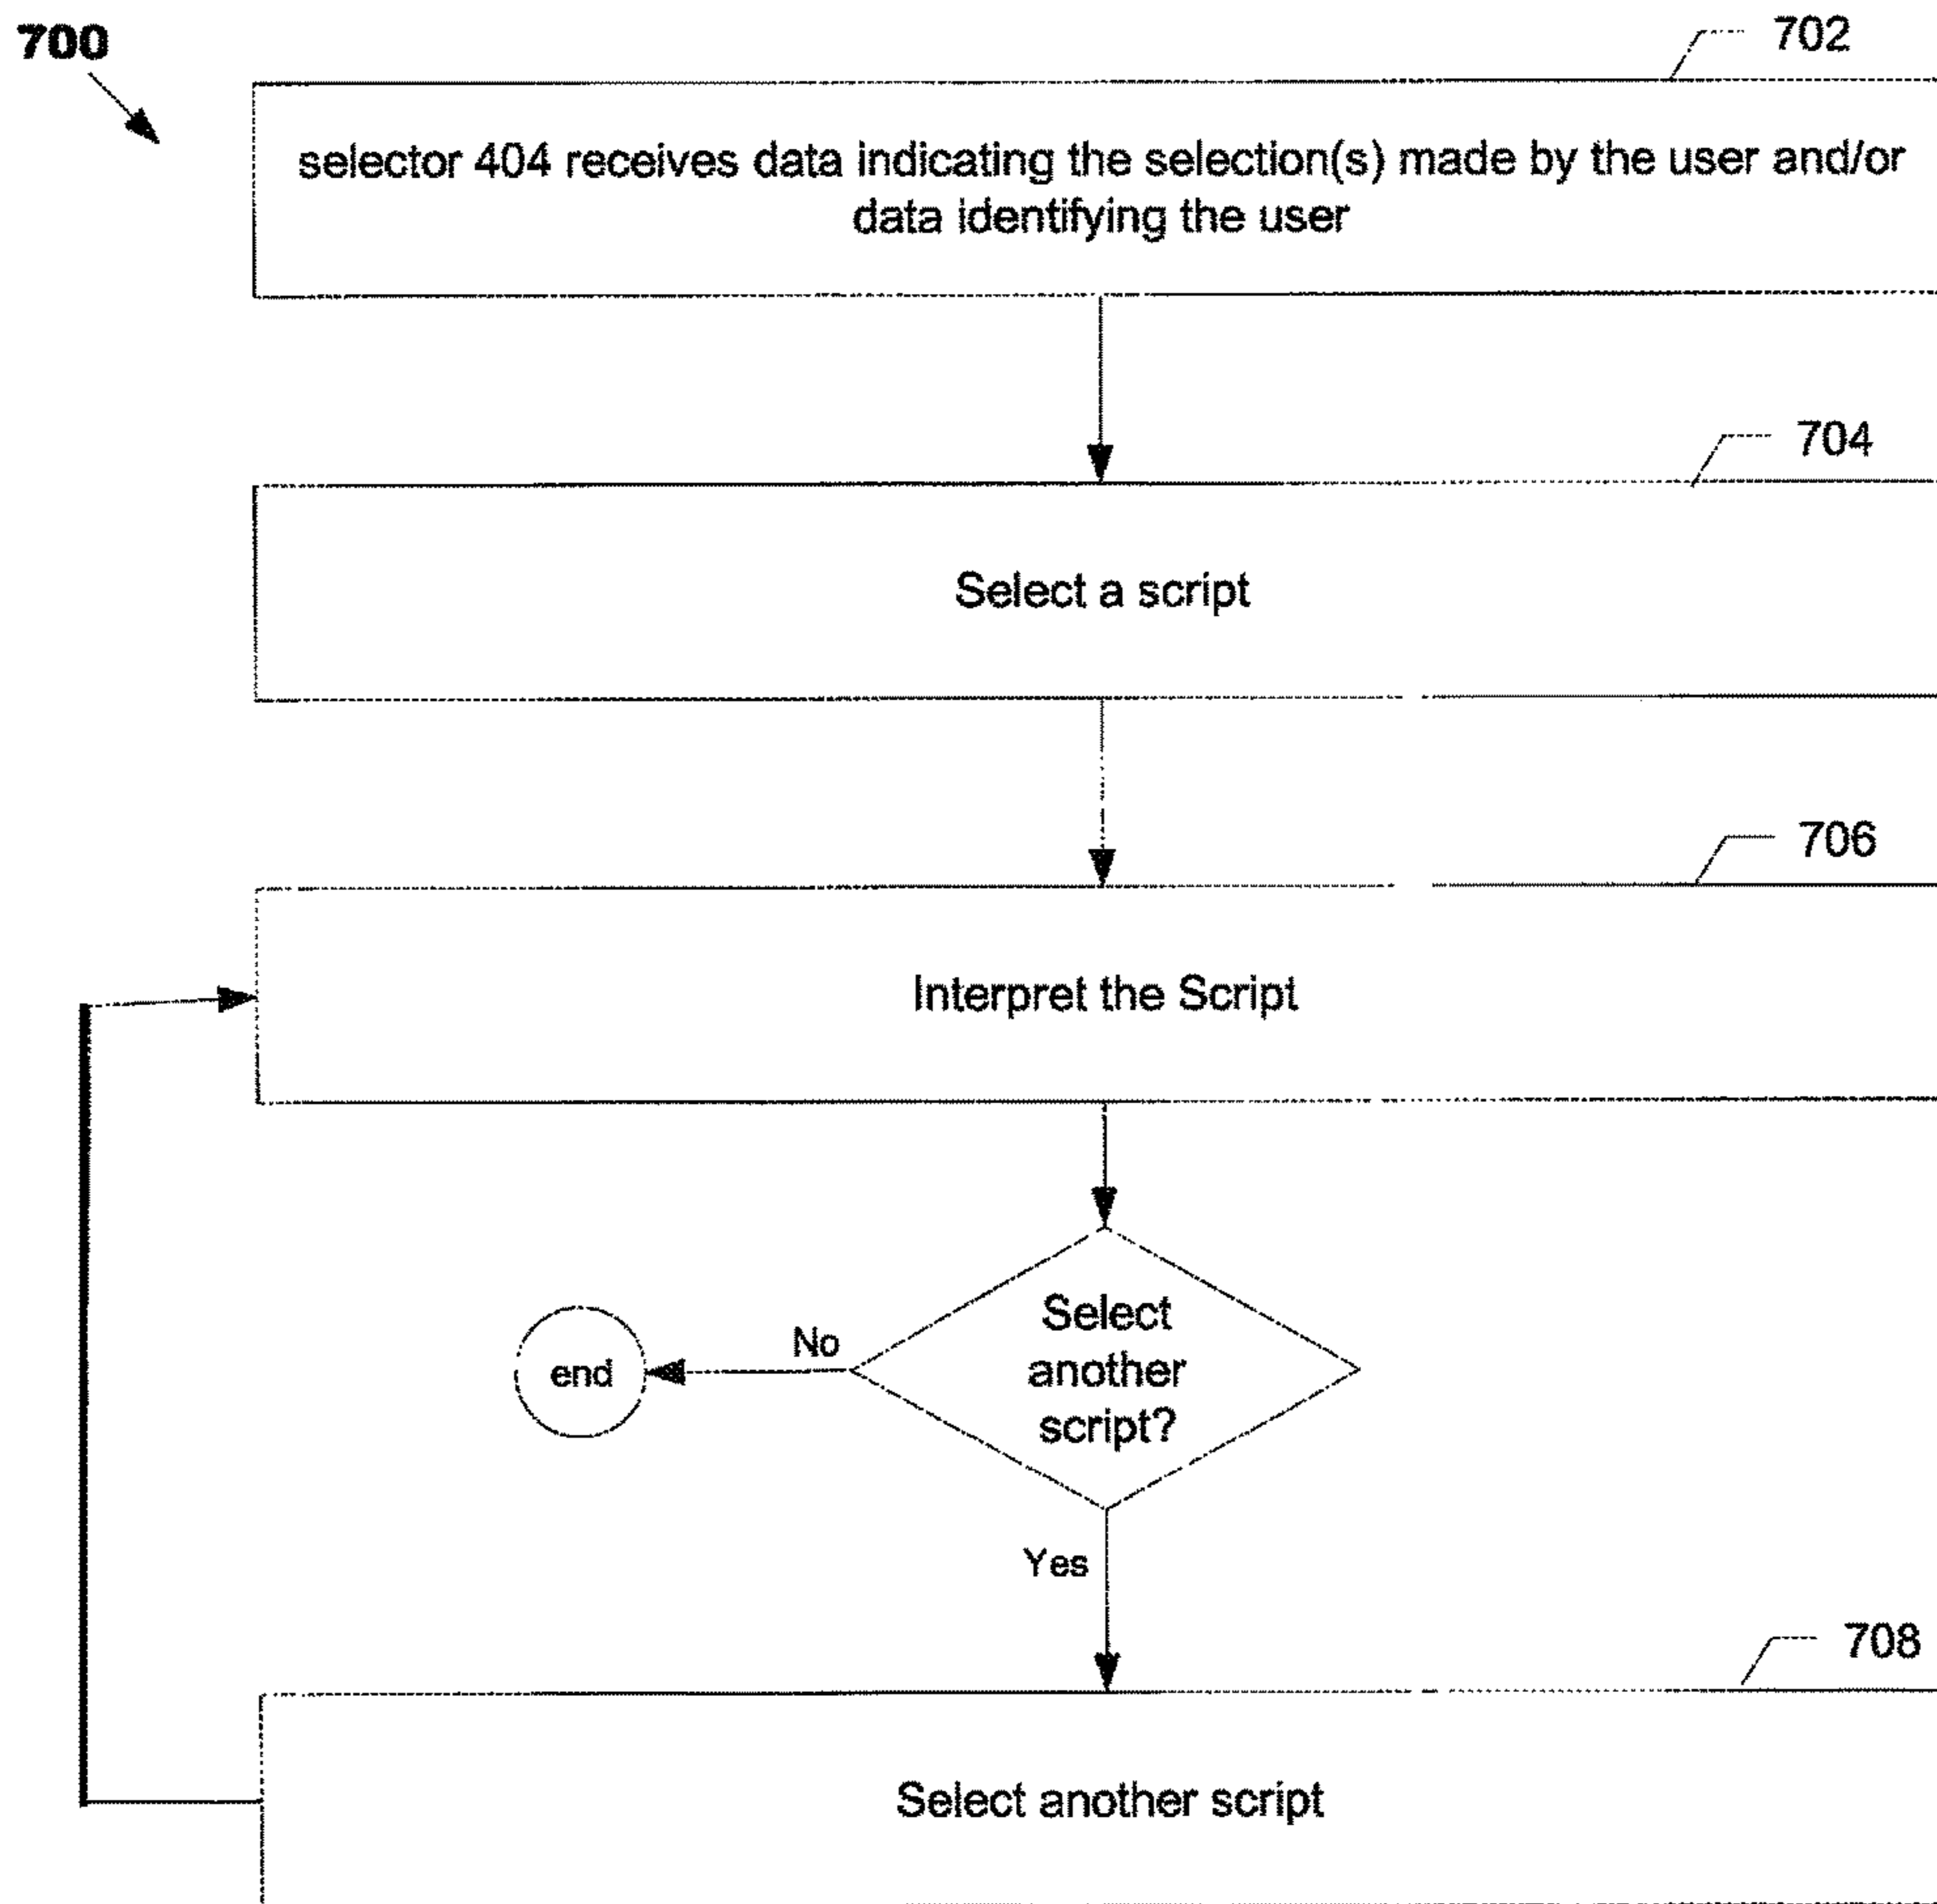 700
702
selector 404 receives data indicating the selection(s) made by the user and/or
data identifying the user
704
Select a script
706
Interpret the Script
Select
another
script?
No
end
Yes
708
Select another script